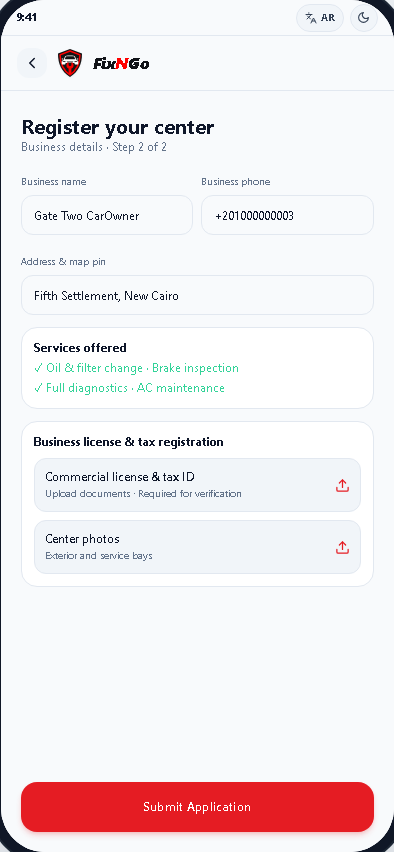 9:41
AR
FixNGo
Register your center
Business details · Step 2 of 2
Business name
Business phone
Gate Two CarOwner
+201000000003
Address & map pin
Fifth Settlement, New Cairo
Services offered
✓ Oil & filter change · Brake inspection
✓ Full diagnostics · AC maintenance
Business license & tax registration
Commercial license & tax ID
Upload documents · Required for verification
Center photos
Exterior and service bays
Submit Application